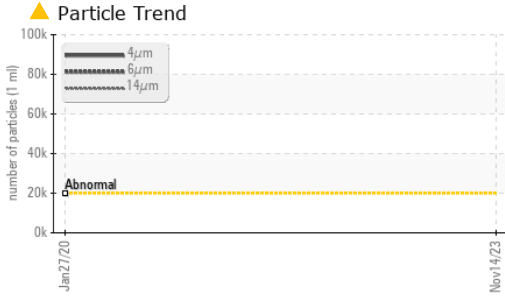 Particle Trend
number of particles (1 ml)
100k
80k
60k
40k
20k
0k
4μm
6μm
14μm
Abnormal
Jan27/20
Nov14/23